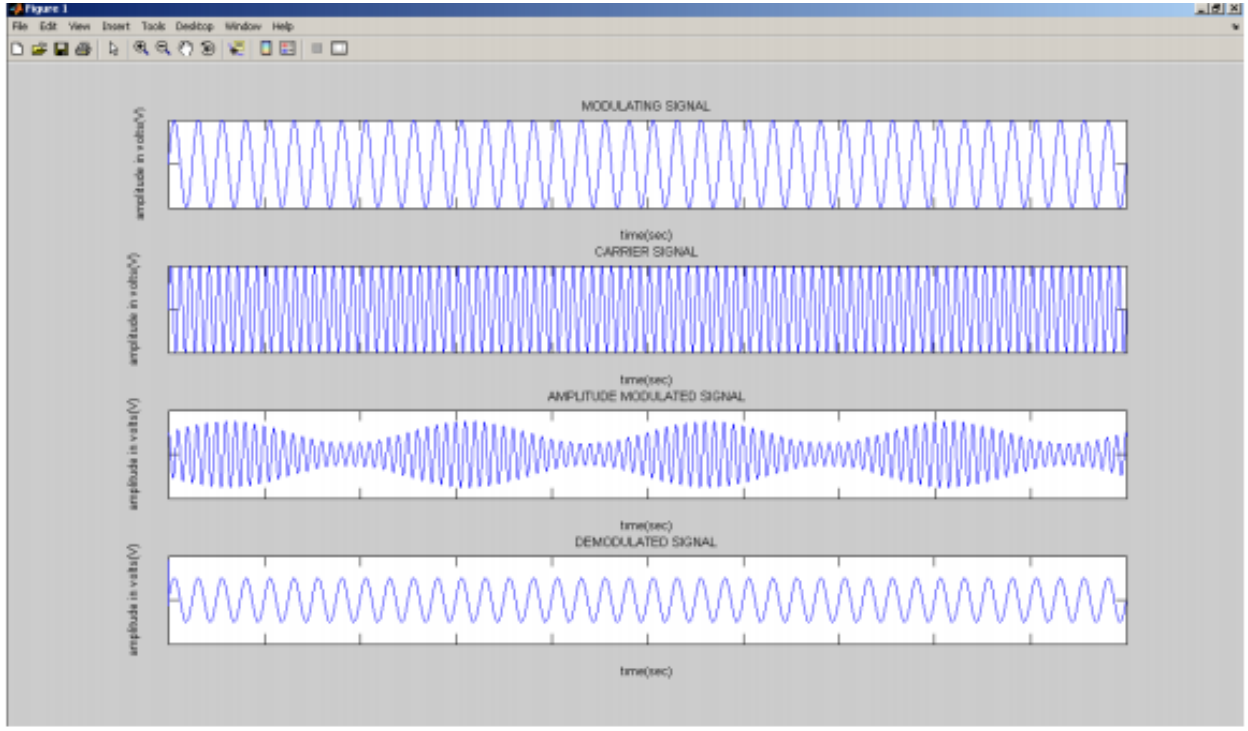 Figure 1
File Edit View Insert Tools Desktop Window Help
MODULATING SIGNAL
amplitude in volts(V)
time(sec)
CARRIER SIGNAL
amplitude in volts(V)
time(sec)
AMPLITUDE MODULATED SIGNAL
amplitude in volts(V)
time(sec)
DEMODULATED SIGNAL
amplitude in volts(V)
time(sec)